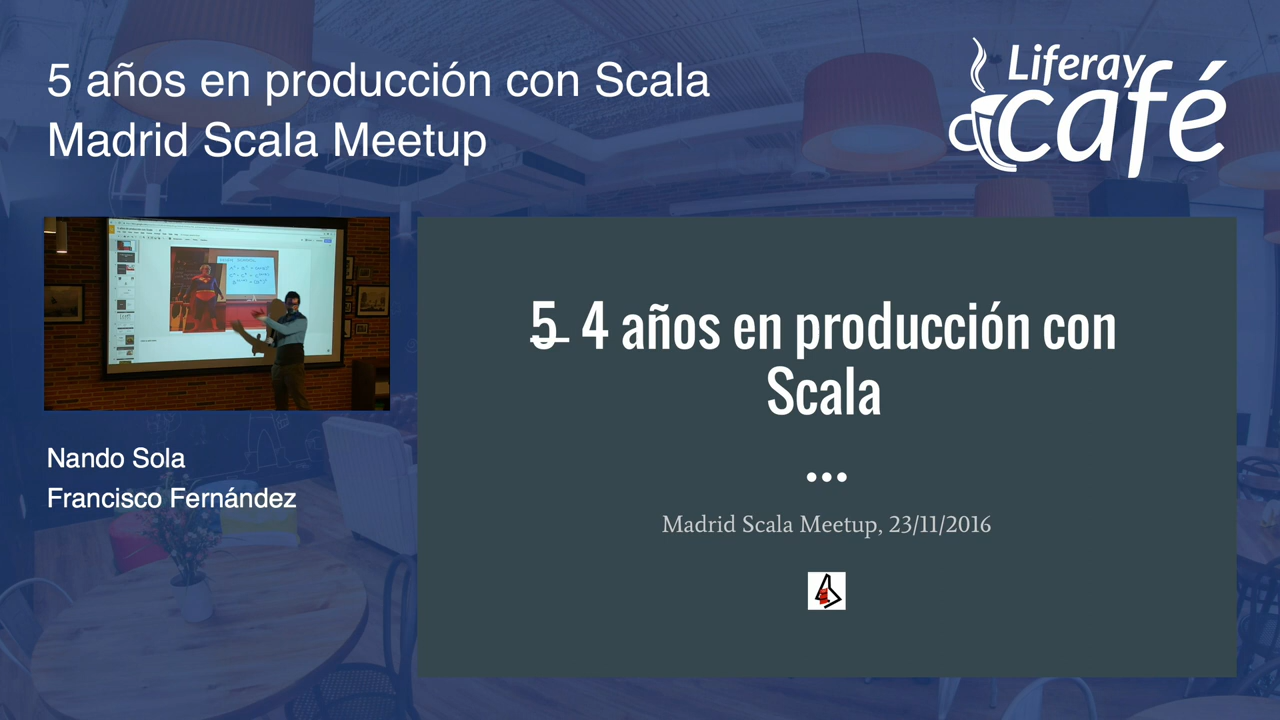 5 años en producción con Scala
Madrid Scala Meetup
Liferay
café
Nando Sola
Francisco Fernández
5 4 años en producción con
Scala
Madrid Scala Meetup, 23/11/2016